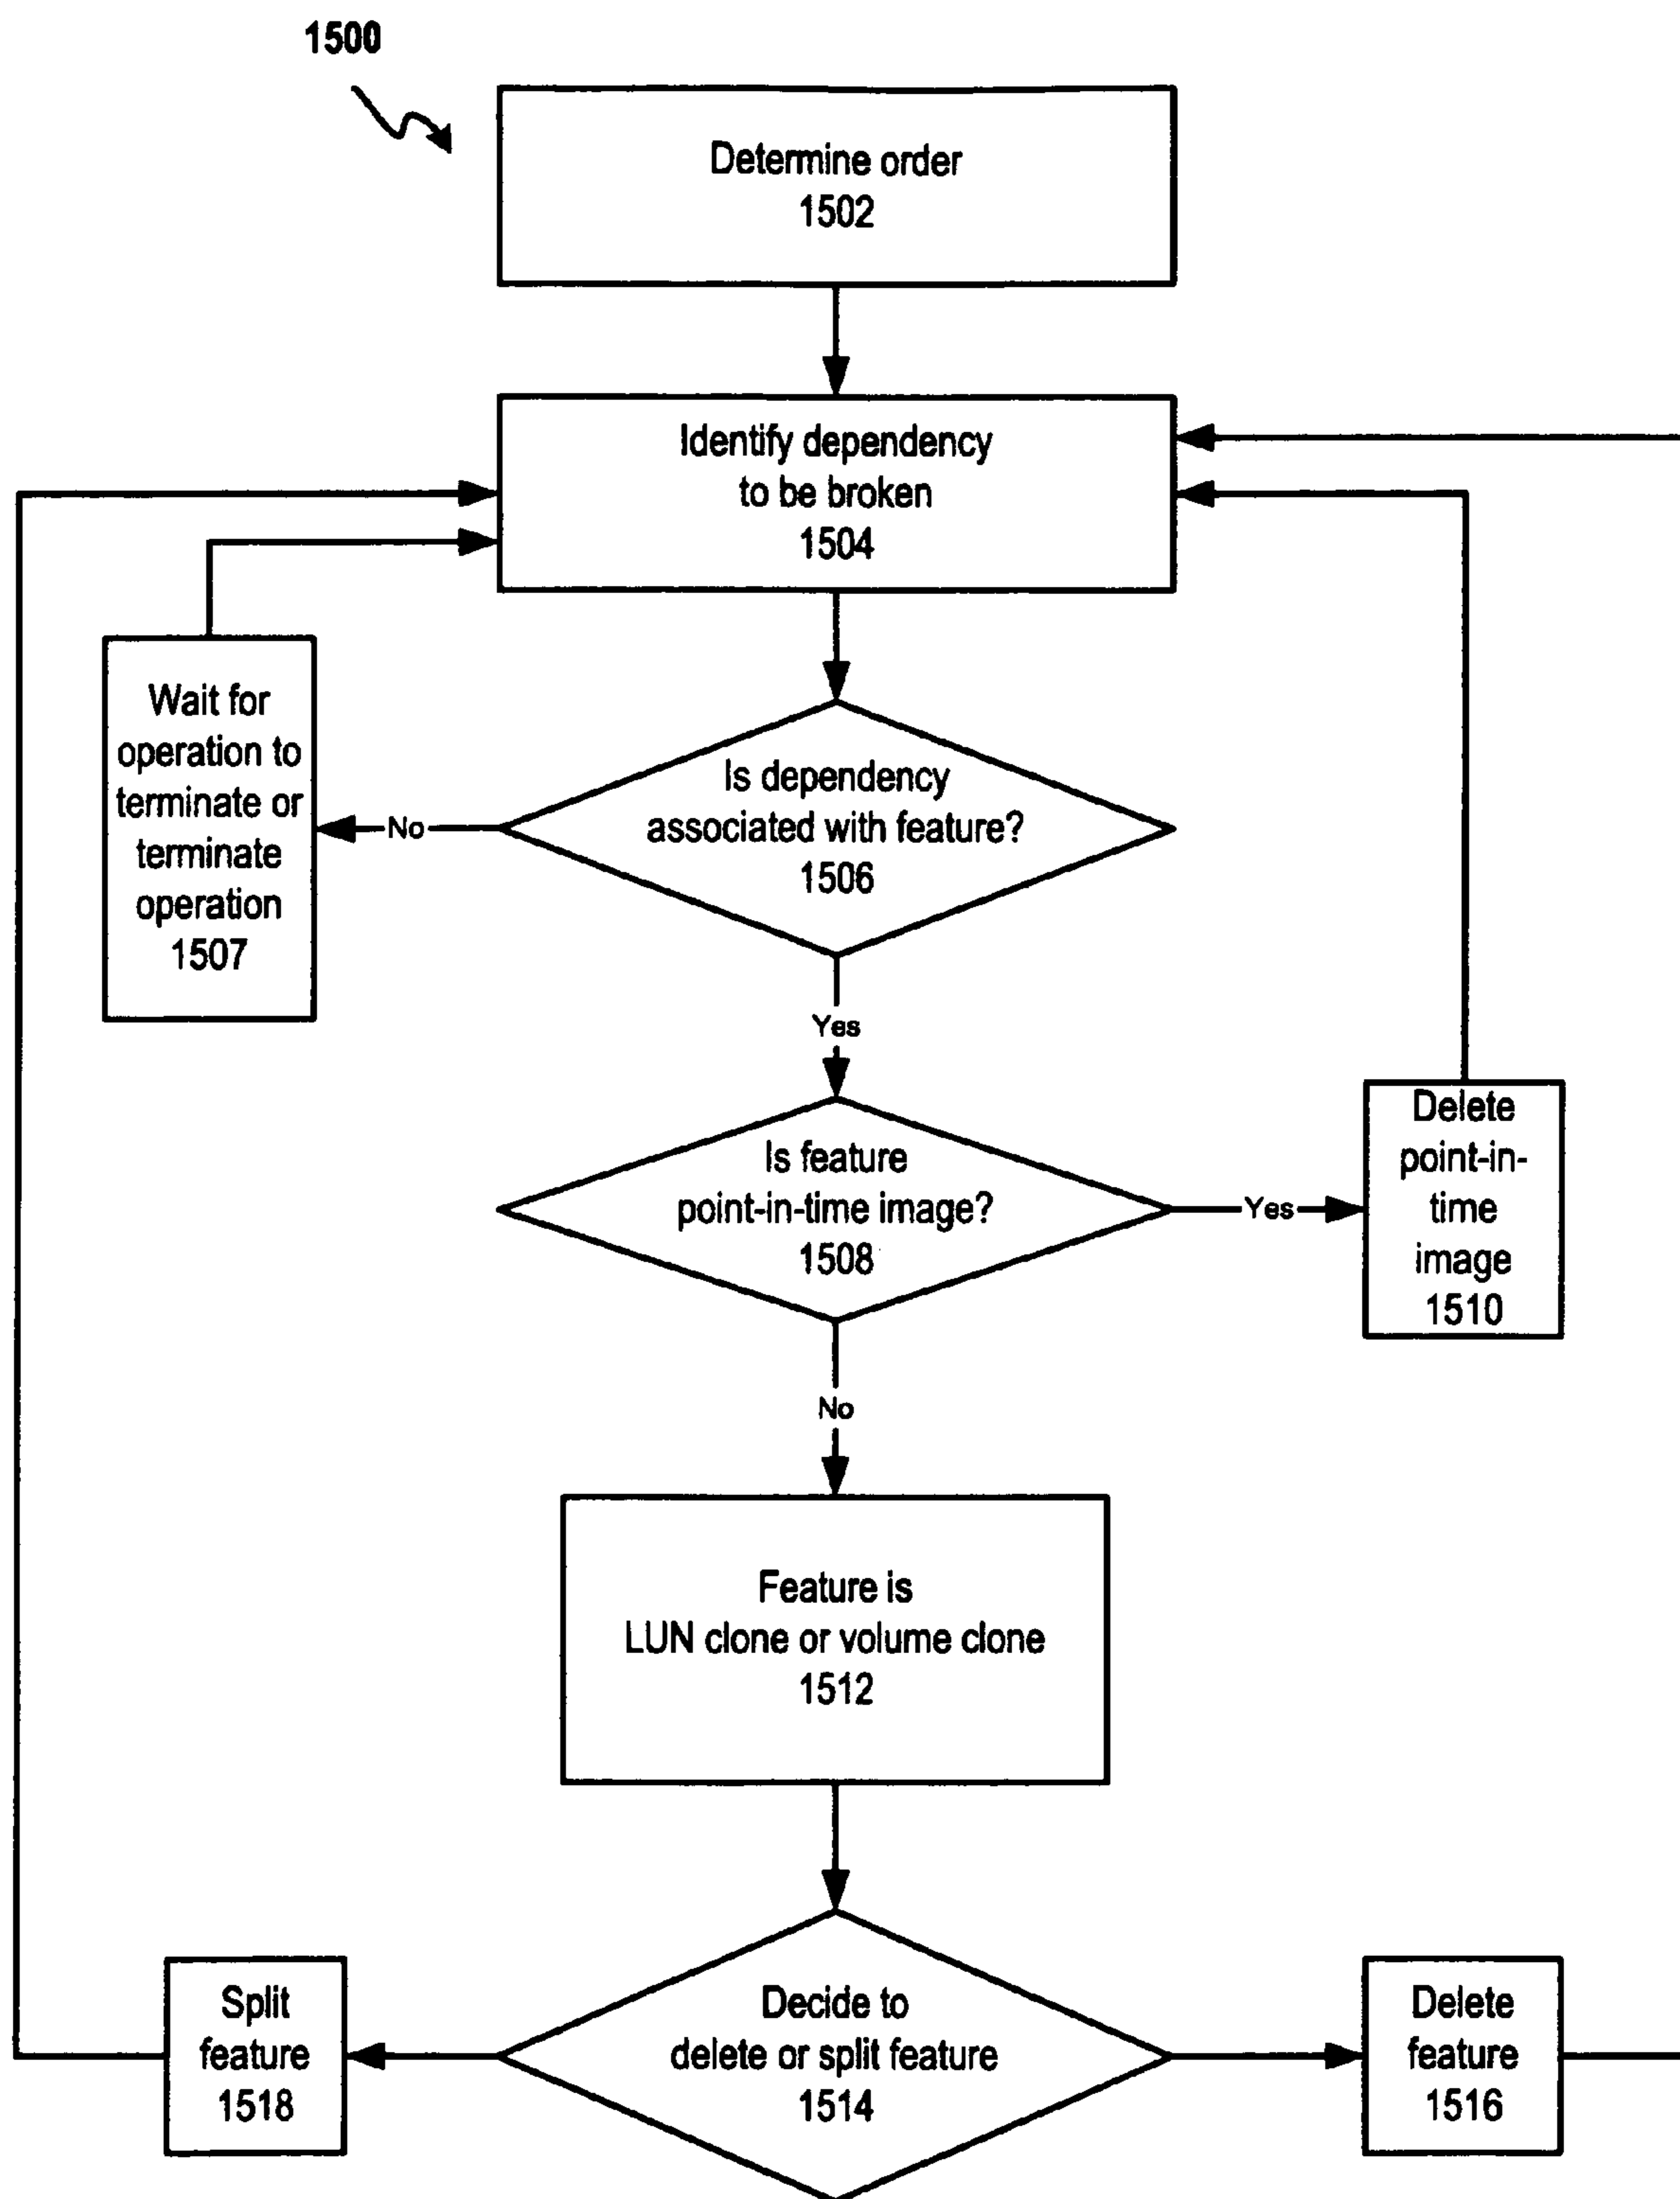 1500
Determine order
1502
Identify dependency
to be broken
1504
Wait for
operation to
terminate or
terminate
operation
1507
No
Is dependency
associated with feature?
1506
Yes
Is feature
point-in-time image?
1508
Yes
Delete
point-in-
time
image
1510
No
Feature is
LUN clone or volume clone
1512
Split
feature
1518
Decide to
delete or split feature
1514
Delete
feature
1516